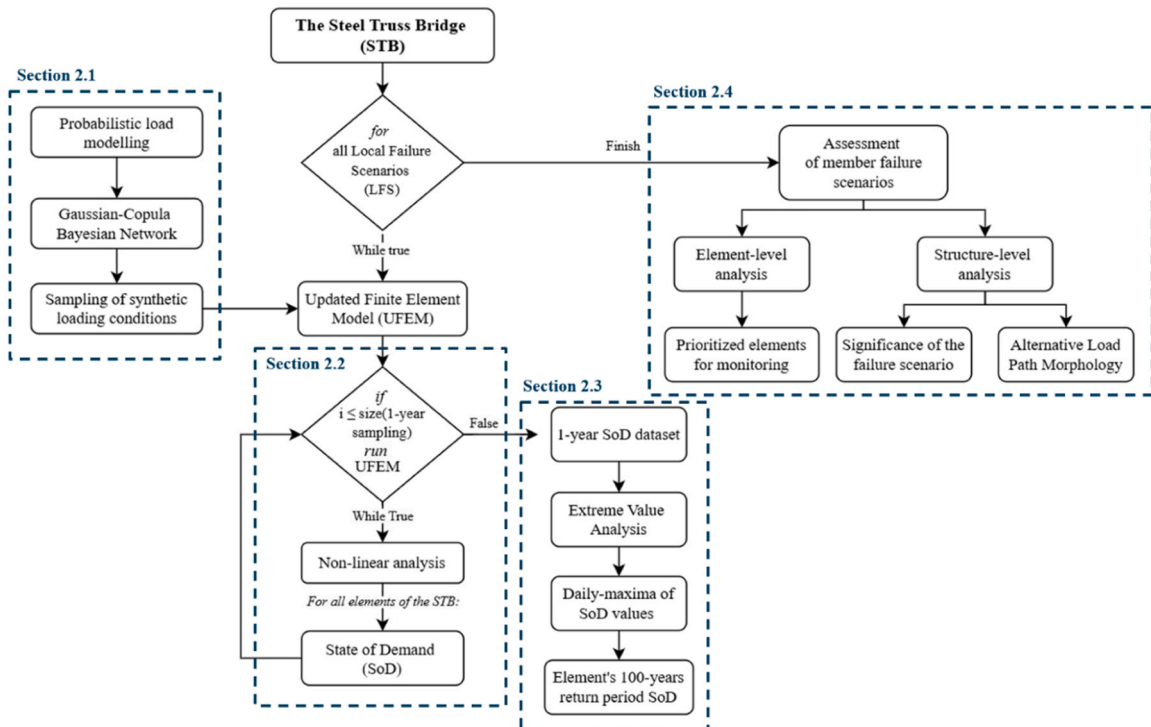 The Steel Truss Bridge
(STB)
Section 2.1
Probabilistic load
modelling
Gaussian-Copula
Bayesian Network
Sampling of synthetic
loading conditions
for
all Local Failure
Scenarios
(LFS)
Finish
While true
Updated Finite Element
Model (UFEM)
Section 2.4
Assessment
of member failure
scenarios
Element-level
analysis
Structure-level
analysis
Prioritized elements
for monitoring
Significance of the
failure scenario
Alternative Load
Path Morphology
Section 2.2
if
i ≤ size(1-year
sampling)
run
UFEM
False
While True
Non-linear analysis
For all elements of the STB:
State of Demand
(SoD)
Section 2.3
1-year SoD dataset
Extreme Value
Analysis
Daily-maxima of
SoD values
Element's 100-years
return period SoD